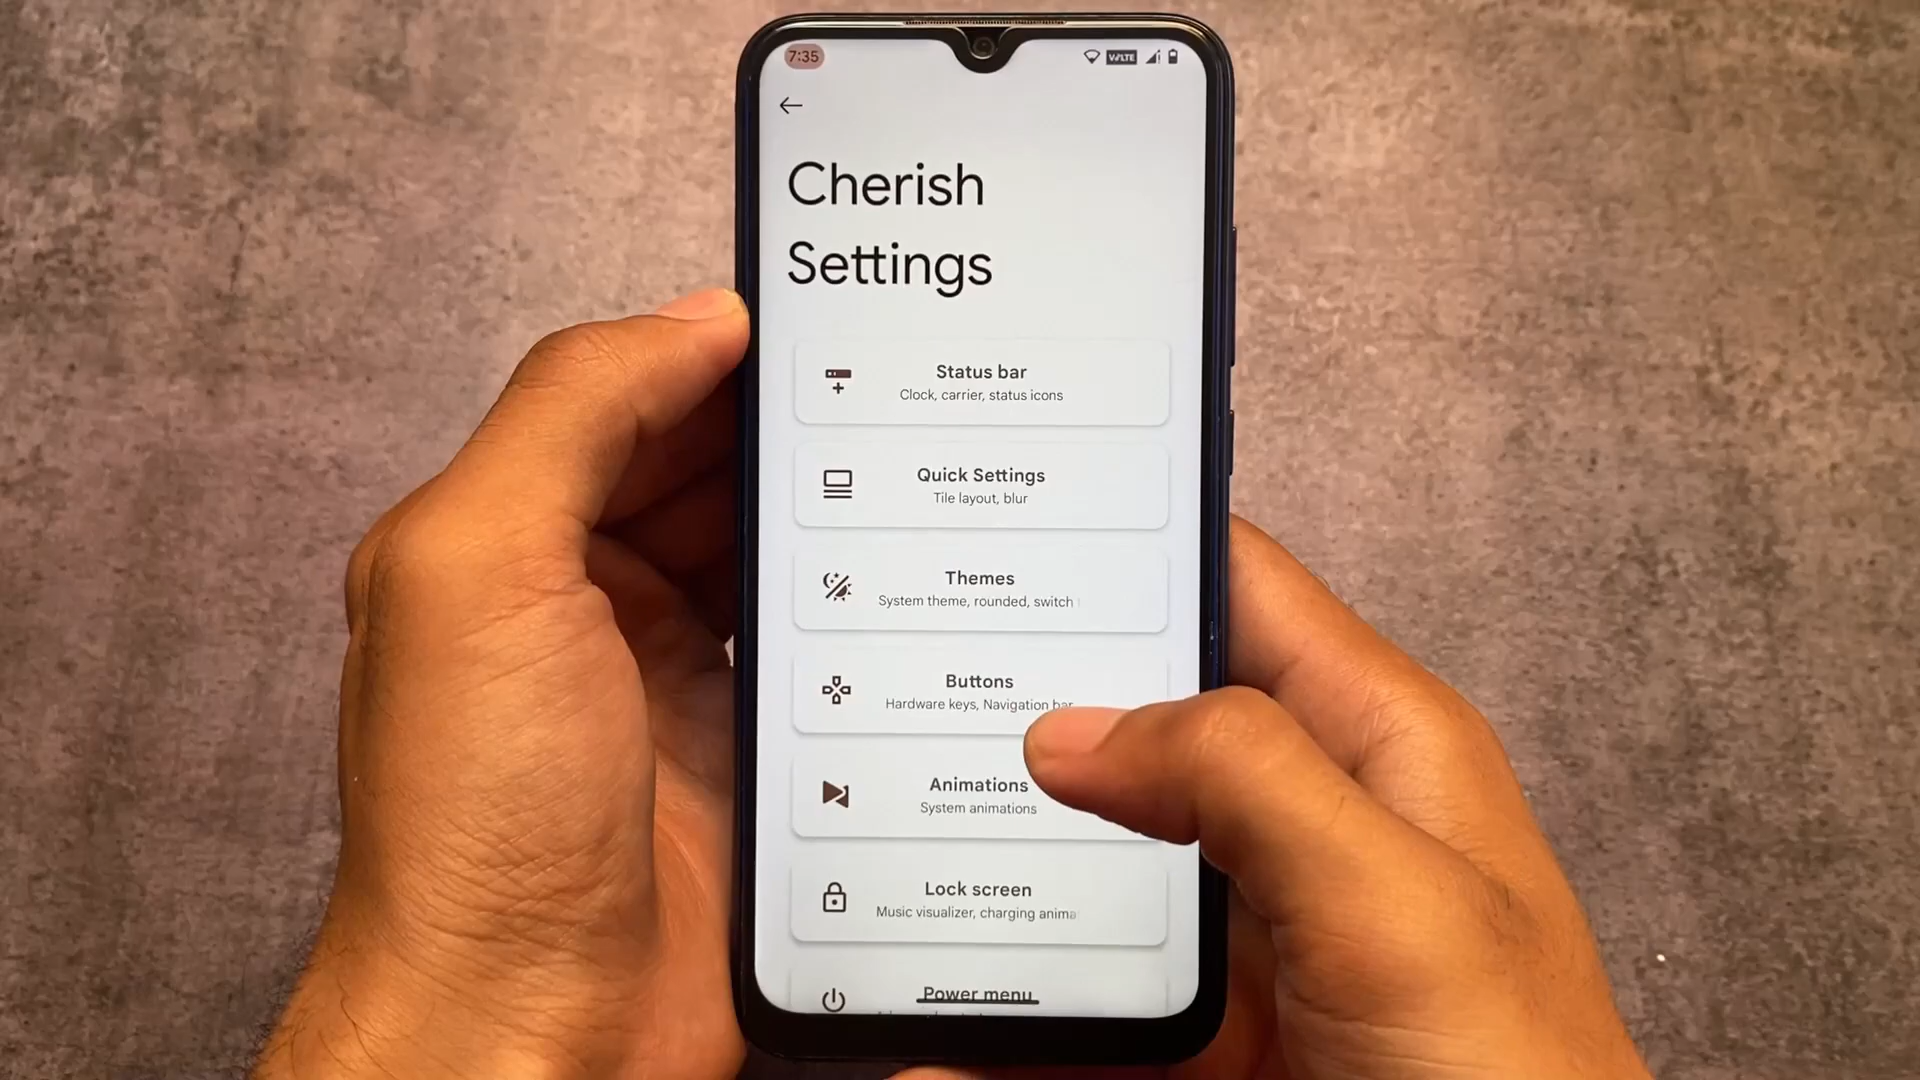 7:35
VoLTE
Cherish
Settings
Status bar
Clock, carrier, status icons
Quick Settings
Tile layout, blur
Themes
System theme, rounded, switch
Buttons
Hardware keys, Navigation bar
Animations
System animations
Lock screen
Music visualizer, charging anima
Power menu